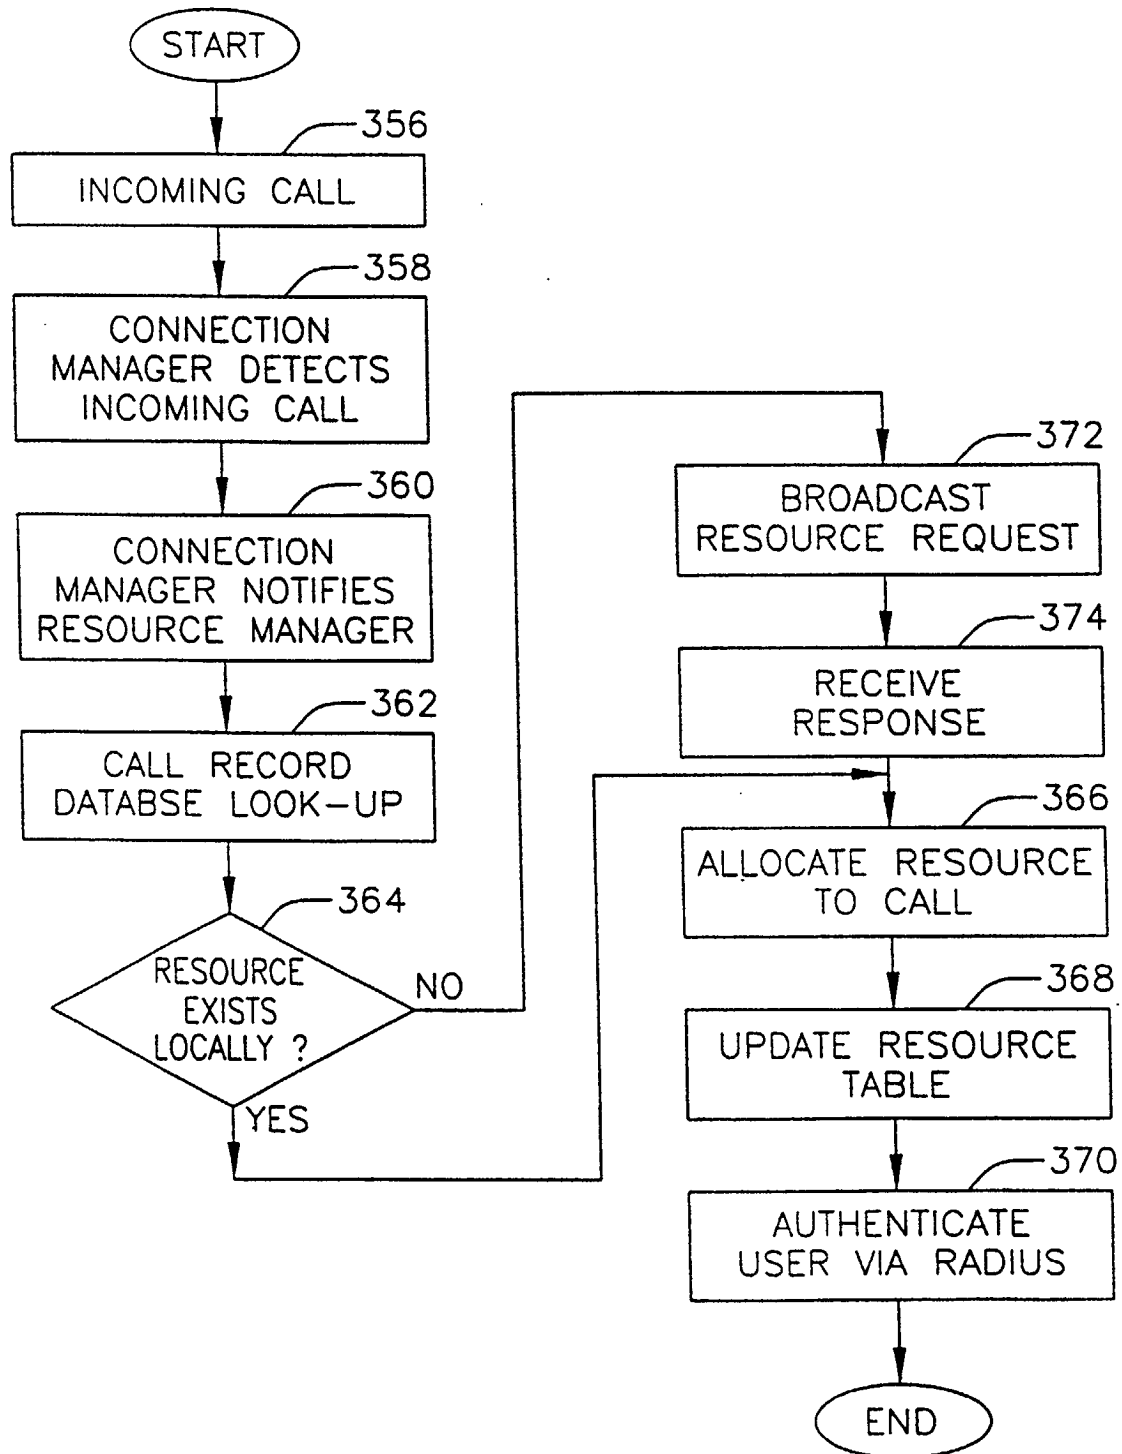 START
356
INCOMING CALL
358
CONNECTION
MANAGER DETECTS
INCOMING CALL
360
CONNECTION
MANAGER NOTIFIES
RESOURCE MANAGER
362
CALL RECORD
DATABSE LOOK-UP
364
RESOURCE
EXISTS
LOCALLY ?
NO
YES
372
BROADCAST
RESOURCE REQUEST
374
RECEIVE
RESPONSE
366
ALLOCATE RESOURCE
TO CALL
368
UPDATE RESOURCE
TABLE
370
AUTHENTICATE
USER VIA RADIUS
END